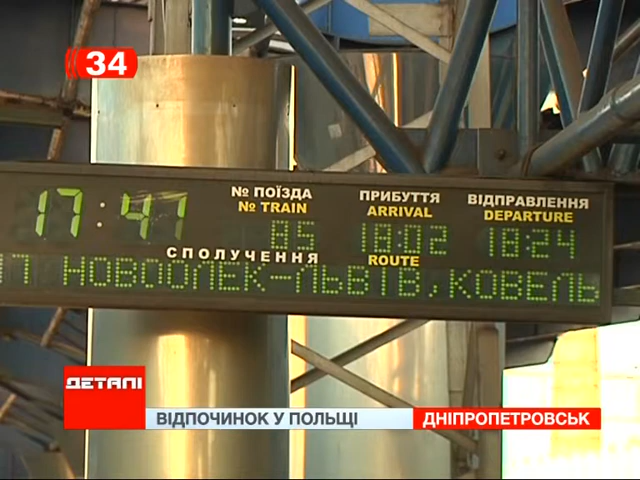 34
17:41
№ ПОЇЗДА
№ TRAIN
85
ПРИБУТТЯ
ARRIVAL
18:02
ВІДПРАВЛЕННЯ
DEPARTURE
18:24
СПОЛУЧЕННЯ
ROUTE
НОВООЛЕК-ЛЬВІВ,КОВЕЛЬ
ДЕТАЛІ
ВІДПОЧИНОК У ПОЛЬЩІ
ДНІПРОПЕТРОВСЬК